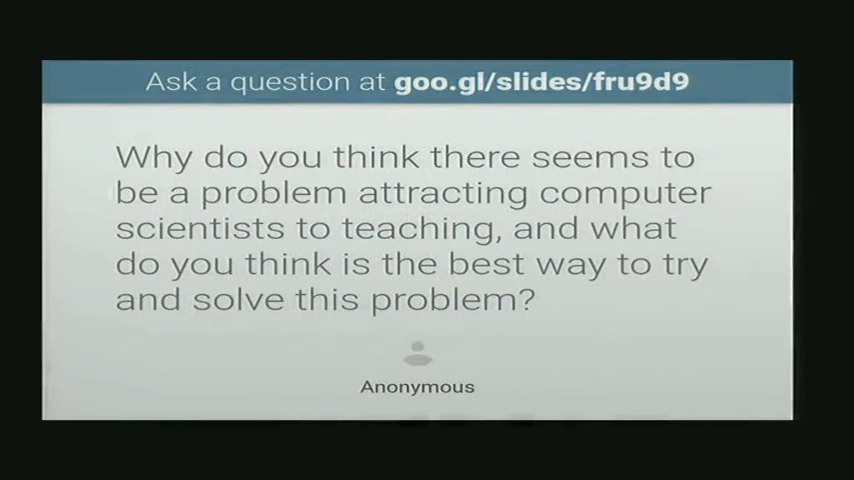 Ask a question at goo.gl/slides/fru9d9
Why do you think there seems to
be a problem attracting computer
scientists to teaching, and what
do you think is the best way to try
and solve this problem?
Anonymous